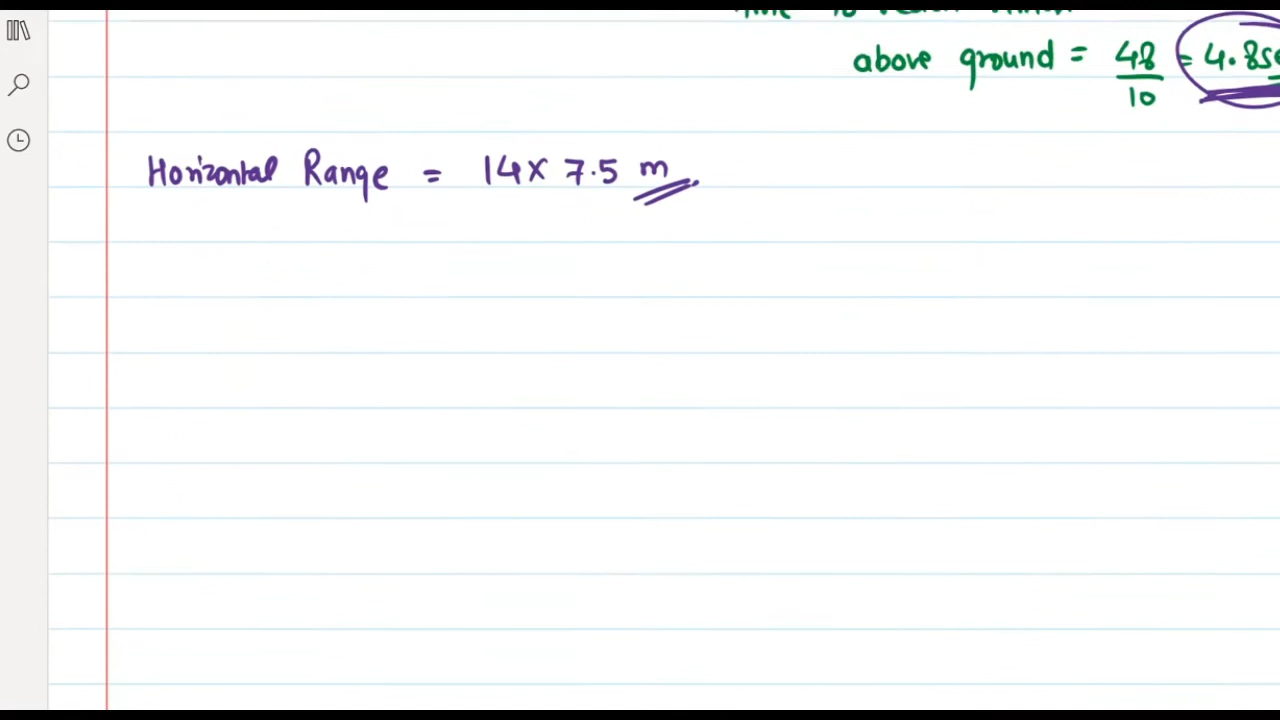 above ground = 48/10 = 4.8
Horizontal Range = 14 x 7.5 m